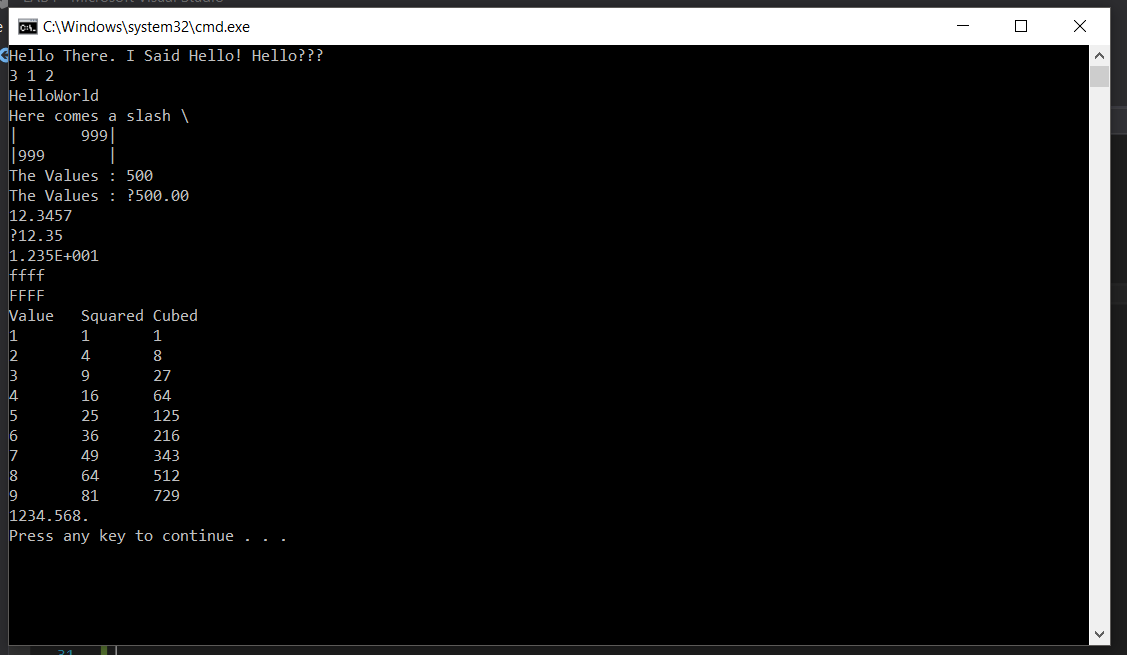 C:\Windows\system32\cmd.exe
Hello There. I Said Hello! Hello???
3 1 2
HelloWorld
Here comes a slash \
|       999|
|999       |
The Values : 500
The Values : ?500.00
12.3457
?12.35
1.235E+001
ffff
FFFF
Value   Squared Cubed
1       1       1
2       4       8
3       9       27
4       16      64
5       25      125
6       36      216
7       49      343
8       64      512
9       81      729
1234.568.
Press any key to continue . . .